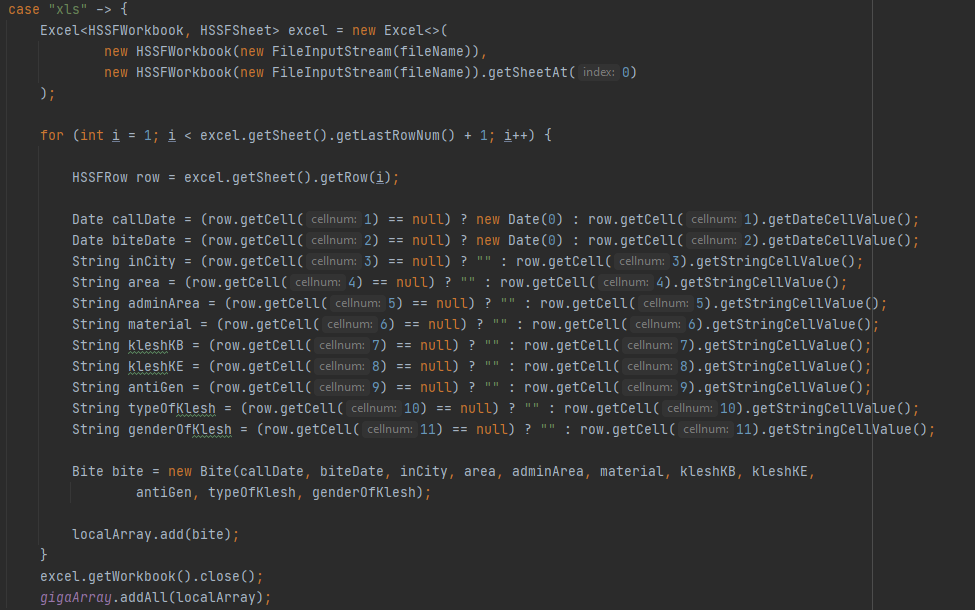 case "xls" -> {
Excel<HSSFWorkbook, HSSFSheet> excel = new Excel<>(
new HSSFWorkbook(new FileInputStream(fileName)),
new HSSFWorkbook(new FileInputStream(fileName)).getSheetAt( index: 0)
);
for (int i = 1; i < excel.getSheet().getLastRowNum() + 1; i++) {
HSSFRow row = excel.getSheet().getRow(i);
Date callDate = (row.getCell( cellnum: 1) == null) ? new Date(0) : row.getCell( cellnum: 1).getDateCellValue();
Date biteDate = (row.getCell( cellnum: 2) == null) ? new Date(0) : row.getCell( cellnum: 2).getDateCellValue();
String inCity = (row.getCell( cellnum: 3) == null) ? "" : row.getCell( cellnum: 3).getStringCellValue();
String area = (row.getCell( cellnum: 4) == null) ? "" : row.getCell( cellnum: 4).getStringCellValue();
String adminArea = (row.getCell( cellnum: 5) == null) ? "" : row.getCell( cellnum: 5).getStringCellValue();
String material = (row.getCell( cellnum: 6) == null) ? "" : row.getCell( cellnum: 6).getStringCellValue();
String kleshKB = (row.getCell( cellnum: 7) == null) ? "" : row.getCell( cellnum: 7).getStringCellValue();
String kleshKE = (row.getCell( cellnum: 8) == null) ? "" : row.getCell( cellnum: 8).getStringCellValue();
String antiGen = (row.getCell( cellnum: 9) == null) ? "" : row.getCell( cellnum: 9).getStringCellValue();
String typeOfKlesh = (row.getCell( cellnum: 10) == null) ? "" : row.getCell( cellnum: 10).getStringCellValue();
String genderOfKlesh = (row.getCell( cellnum: 11) == null) ? "" : row.getCell( cellnum: 11).getStringCellValue();
Bite bite = new Bite(callDate, biteDate, inCity, area, adminArea, material, kleshKB, kleshKE,
antiGen, typeOfKlesh, genderOfKlesh);
localArray.add(bite);
}
excel.getWorkbook().close();
gigaArray.addAll(localArray);